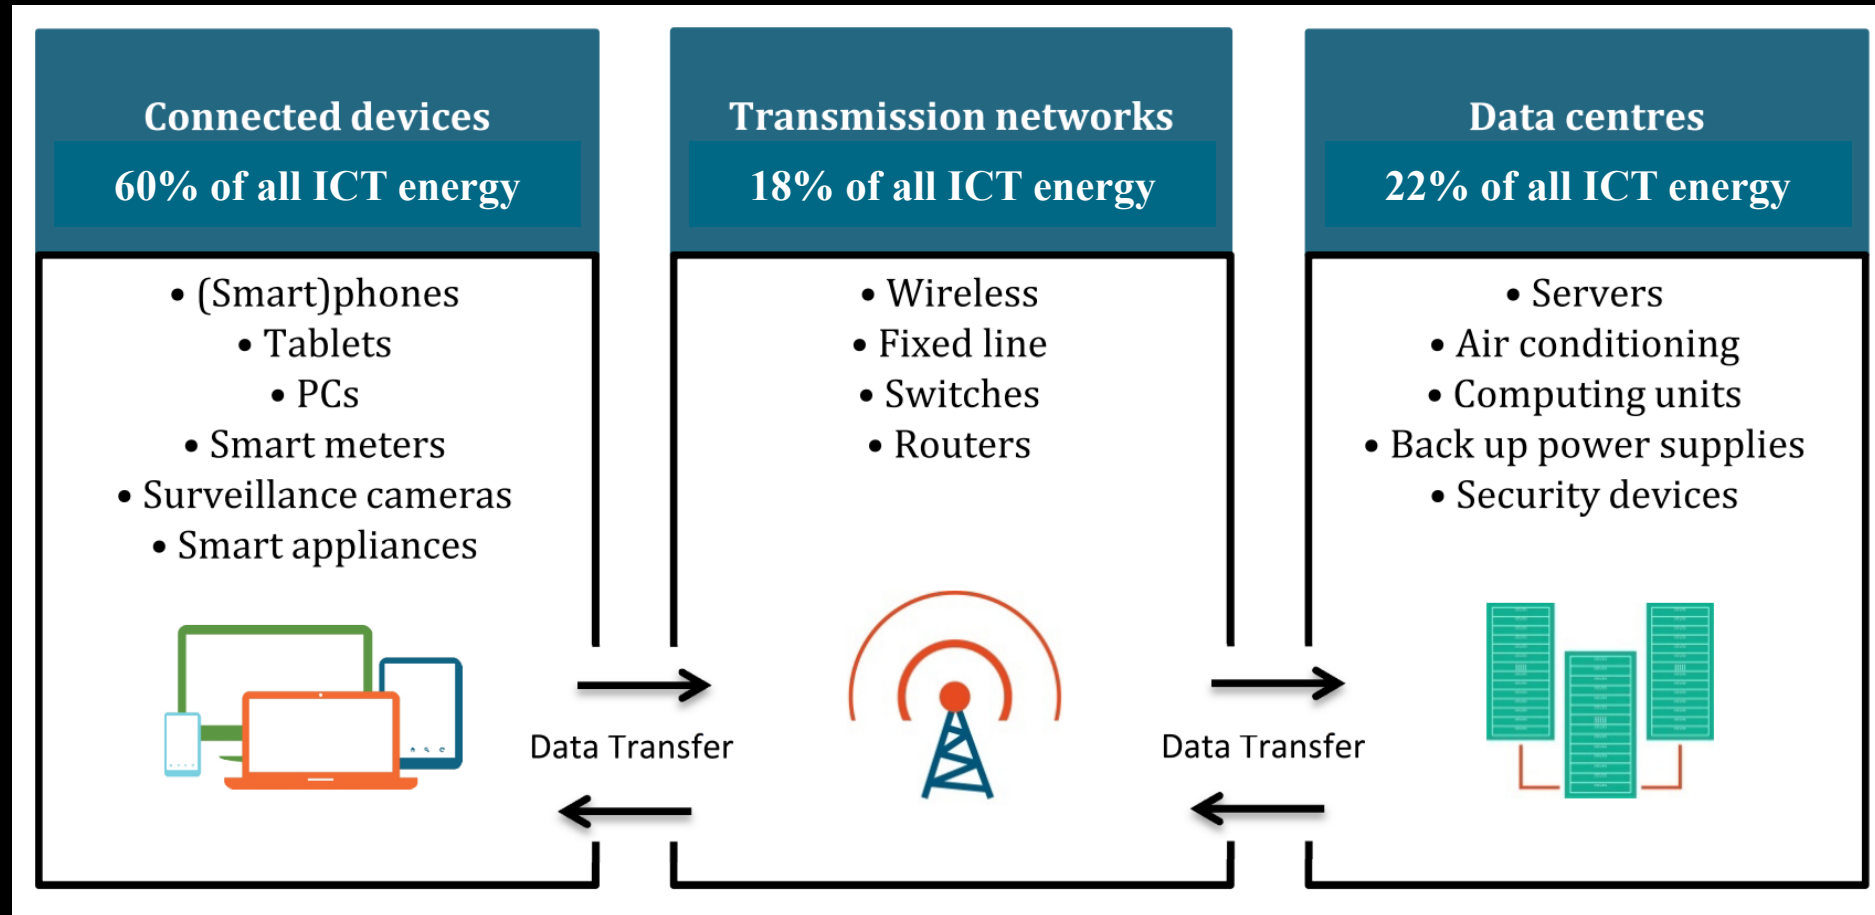 Connected devices
60% of all ICT energy
• (Smart)phones
• Tablets
• PCs
• Smart meters
• Surveillance cameras
• Smart appliances
Data Transfer
Transmission networks
18% of all ICT energy
• Wireless
• Fixed line
• Switches
• Routers
Data Transfer
Data centres
22% of all ICT energy
• Servers
• Air conditioning
• Computing units
• Back up power supplies
• Security devices